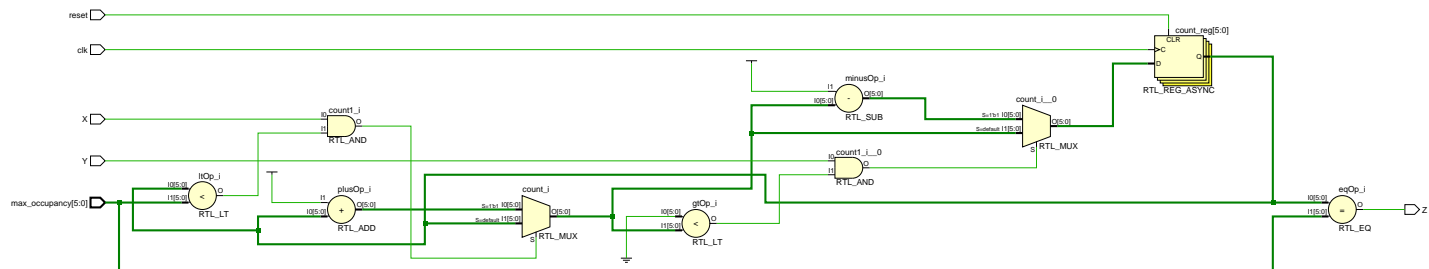 reset
count_reg[5:0]
CLR
clk
C
Q
D
RTL_REG_ASYNC
minusOp_i
I1
O[5:0]
I0[5:0]
-
RTL_SUB
count_i__0
S=1'b1 I0[5:0]
O[5:0]
S=default I1[5:0]
S
RTL_MUX
count1_i
X
I0
O
I1
RTL_AND
count1_i__0
Y
I0
O
I1
RTL_AND
ltOp_i
I0[5:0]
O
<
max_occupancy[5:0]
I1[5:0]
RTL_LT
plusOp_i
I1
O[5:0]
+
I0[5:0]
RTL_ADD
count_i
S=1'b1 I0[5:0]
O[5:0]
S=default I1[5:0]
S
RTL_MUX
gtOp_i
I0[5:0]
O
<
I1[5:0]
RTL_LT
eqOp_i
I0[5:0]
O
=
I1[5:0]
RTL_EQ
Z